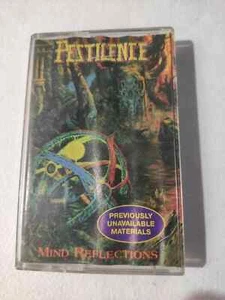 PESTILENCE
PREVIOUSLY
UNAVAILABLE
MATERIALS
MIND REFLECTIONS